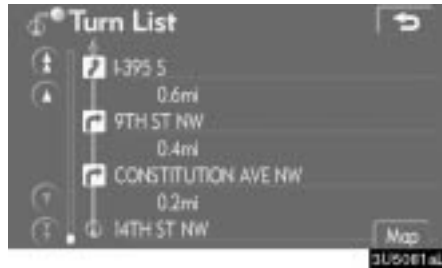 Turn List
I-395 S
0.6mi
9TH ST NW
0.4mi
CONSTITUTION AVE NW
0.2mi
14TH ST NW
Map
3U5081aL